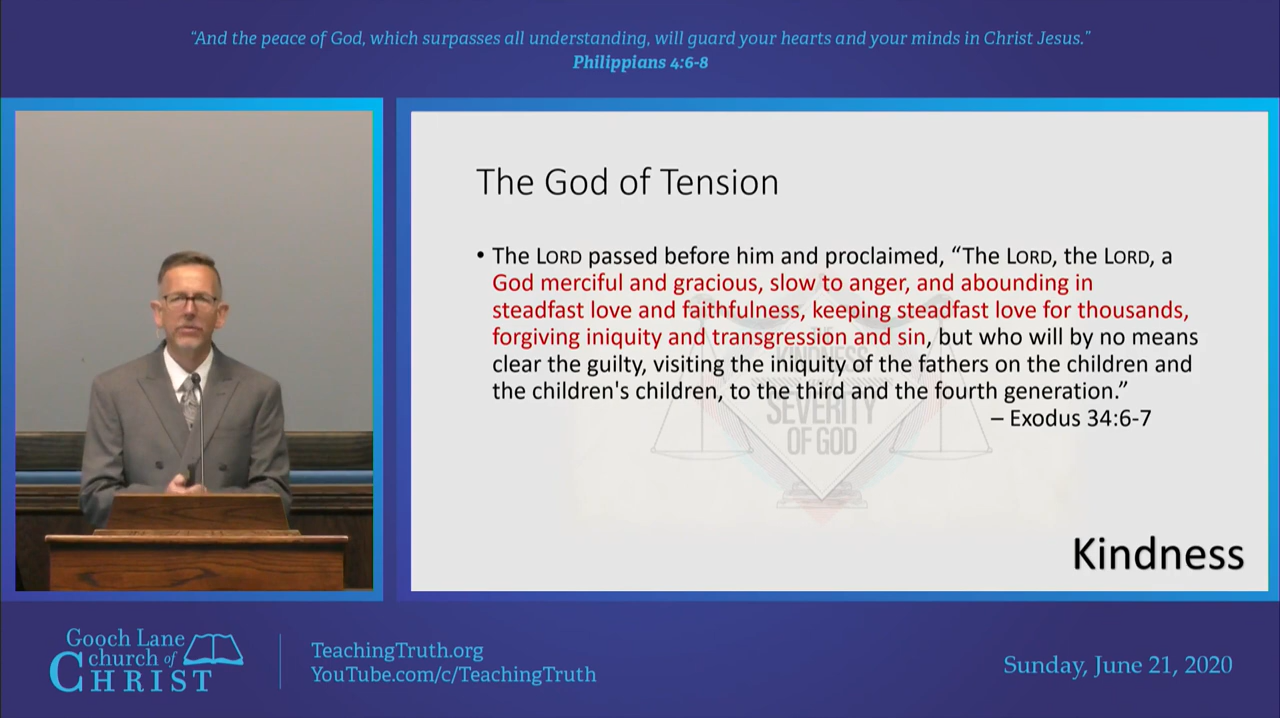 “And the peace of God, which surpasses all understanding, will guard your hearts and your minds in Christ Jesus.”
Philippians 4:6-8
The God of Tension
• The LORD passed before him and proclaimed, “The LORD, the LORD, a
God merciful and gracious, slow to anger, and abounding in
steadfast love and faithfulness, keeping steadfast love for thousands,
forgiving iniquity and transgression and sin, but who will by no means
clear the guilty, visiting the iniquity of the fathers on the children and
the children's children, to the third and the fourth generation.”
– Exodus 34:6-7
THE
KINDNESS
SEVERITY
OF GOD
Kindness
Gooch Lane
church of
CHRIST
TeachingTruth.org
YouTube.com/c/TeachingTruth
Sunday, June 21, 2020